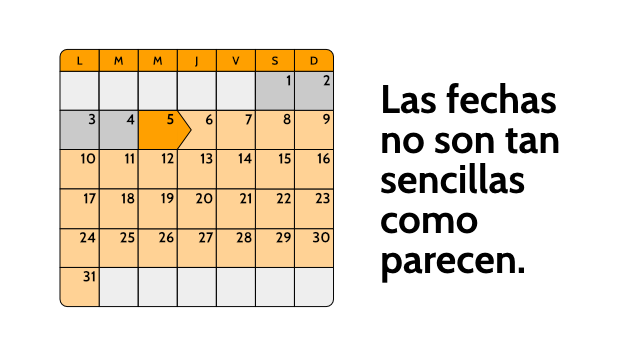 L M M J V S D
1 2
3 4 5 6 7 8 9
10 11 12 13 14 15 16
17 18 19 20 21 22 23
24 25 26 27 28 29 30
31
Las fechas
no son tan
sencillas
como
parecen.